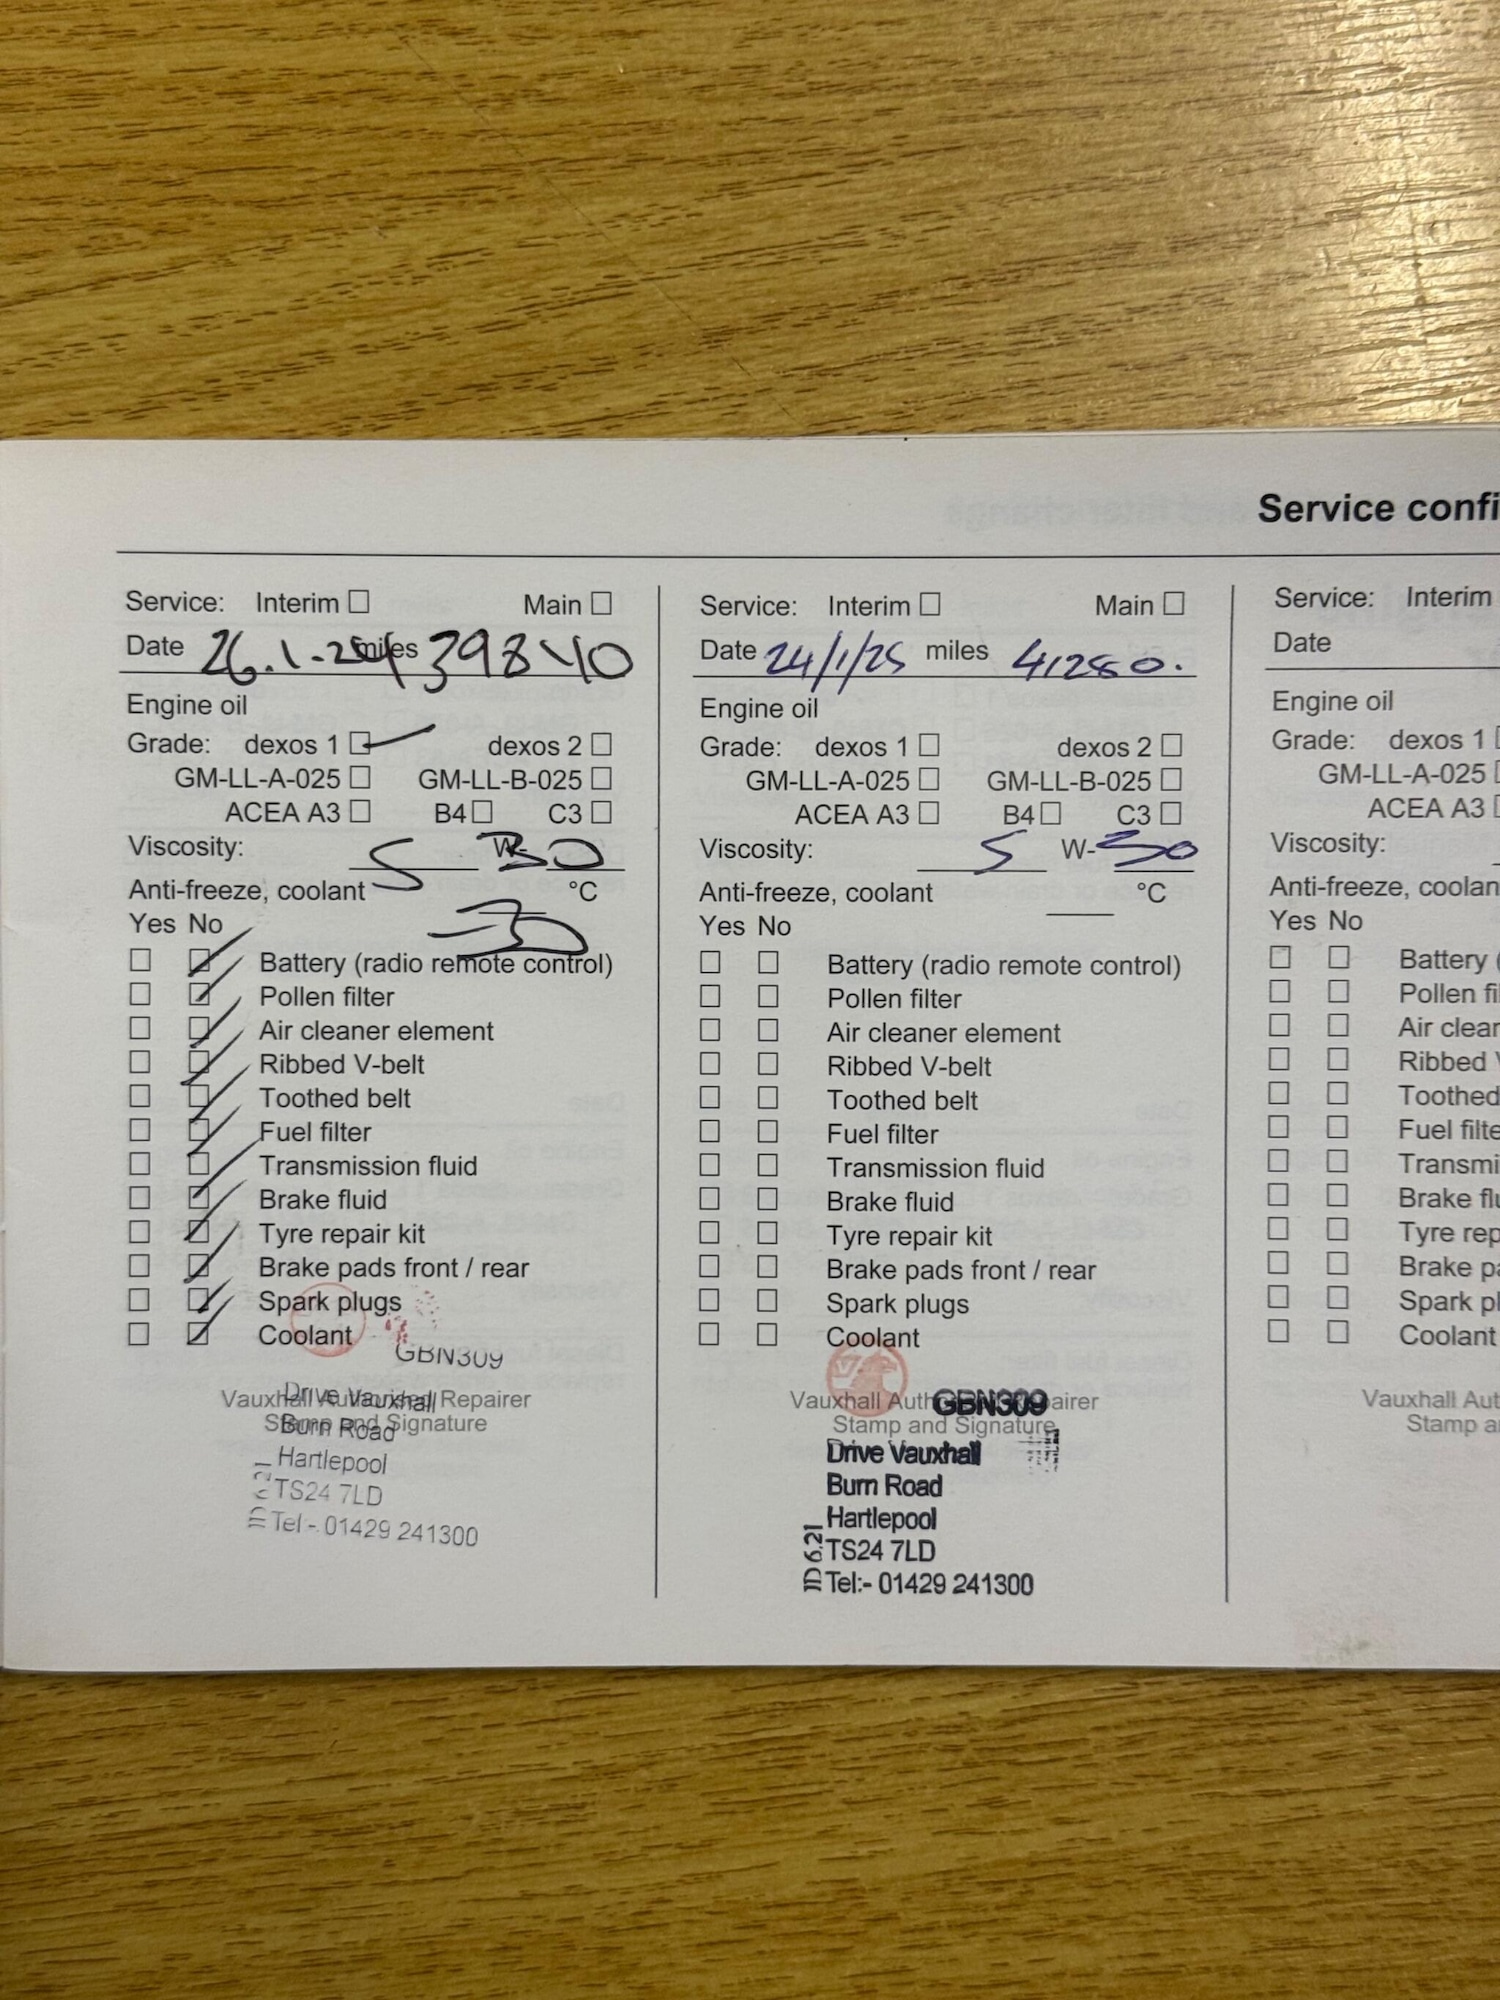 Service confi
Service: Interim ☐ Main ☐
Date 26.1.24 miles 39840
Engine oil
Grade: dexos 1 ☑ dexos 2 ☐
GM-LL-A-025 ☐ GM-LL-B-025 ☐
ACEA A3 ☐ B4 ☐ C3 ☐
Viscosity: 5 W-30
Anti-freeze, coolant -30 °C
Yes No
☐ ☑ Battery (radio remote control)
☐ ☑ Pollen filter
☐ ☑ Air cleaner element
☐ ☑ Ribbed V-belt
☐ ☑ Toothed belt
☐ ☑ Fuel filter
☐ ☑ Transmission fluid
☐ ☑ Brake fluid
☐ ☑ Tyre repair kit
☐ ☑ Brake pads front / rear
☐ ☑ Spark plugs
☐ ☑ Coolant
GBN309
Vauxhall Authorised Repairer
Stamp and Signature
Drive Vauxhall
Burn Road
Hartlepool
TS24 7LD
Tel:- 01429 241300
Service: Interim ☐ Main ☐
Date 24/1/25 miles 41280.
Engine oil
Grade: dexos 1 ☐ dexos 2 ☐
GM-LL-A-025 ☐ GM-LL-B-025 ☐
ACEA A3 ☐ B4 ☐ C3 ☐
Viscosity: 5 W-30
Anti-freeze, coolant °C
Yes No
☐ ☐ Battery (radio remote control)
☐ ☐ Pollen filter
☐ ☐ Air cleaner element
☐ ☐ Ribbed V-belt
☐ ☐ Toothed belt
☐ ☐ Fuel filter
☐ ☐ Transmission fluid
☐ ☐ Brake fluid
☐ ☐ Tyre repair kit
☐ ☐ Brake pads front / rear
☐ ☐ Spark plugs
☐ ☐ Coolant
GBN309
Vauxhall Authorised Repairer
Stamp and Signature
Drive Vauxhall
Burn Road
Hartlepool
TS24 7LD
Tel:- 01429 241300
ID 6.21
Service: Interim
Date
Engine oil
Grade: dexos 1
GM-LL-A-025
ACEA A3
Viscosity:
Anti-freeze, coolan
Yes No
☐ ☐ Battery (
☐ ☐ Pollen fil
☐ ☐ Air clean
☐ ☐ Ribbed V
☐ ☐ Toothed
☐ ☐ Fuel filte
☐ ☐ Transmi
☐ ☐ Brake flu
☐ ☐ Tyre rep
☐ ☐ Brake pa
☐ ☐ Spark pl
☐ ☐ Coolant
Vauxhall Aut
Stamp a